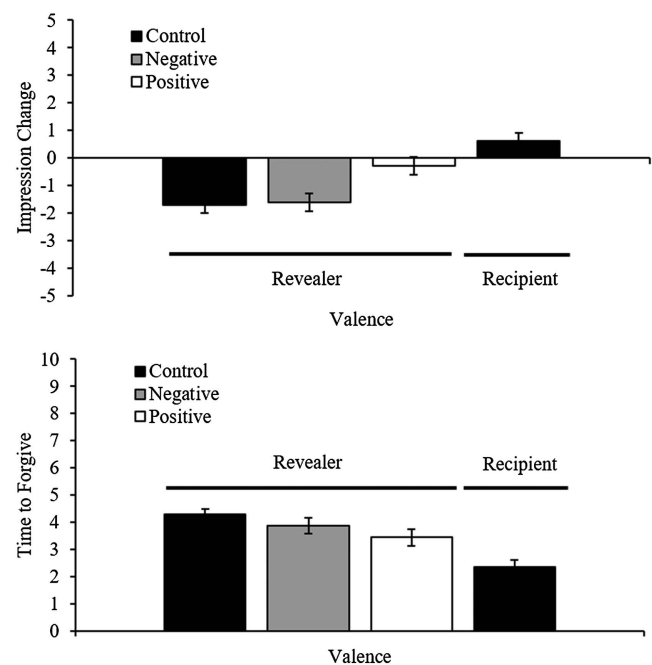 5
4
3
2
1
0
-1
-2
-3
-4
-5
Impression Change
Control
Negative
Positive
Revealer
Recipient
Valence
10
9
8
7
6
5
4
3
2
1
0
Time to Forgive
Control
Negative
Positive
Revealer
Recipient
Valence